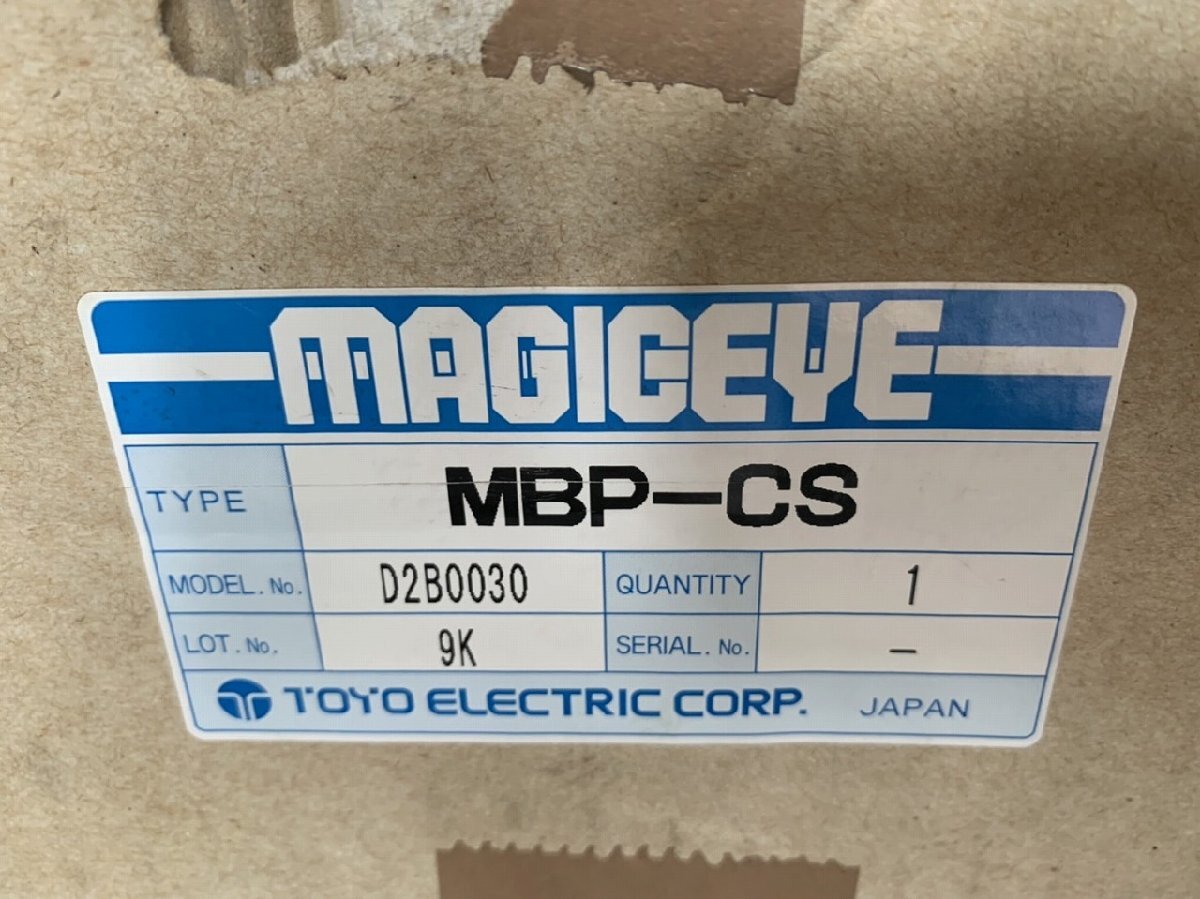 MAGICEYE
TYPE MBP-CS
MODEL. No. D2B0030 QUANTITY 1
LOT. No. 9K SERIAL. No. -
TOYO ELECTRIC CORP. JAPAN